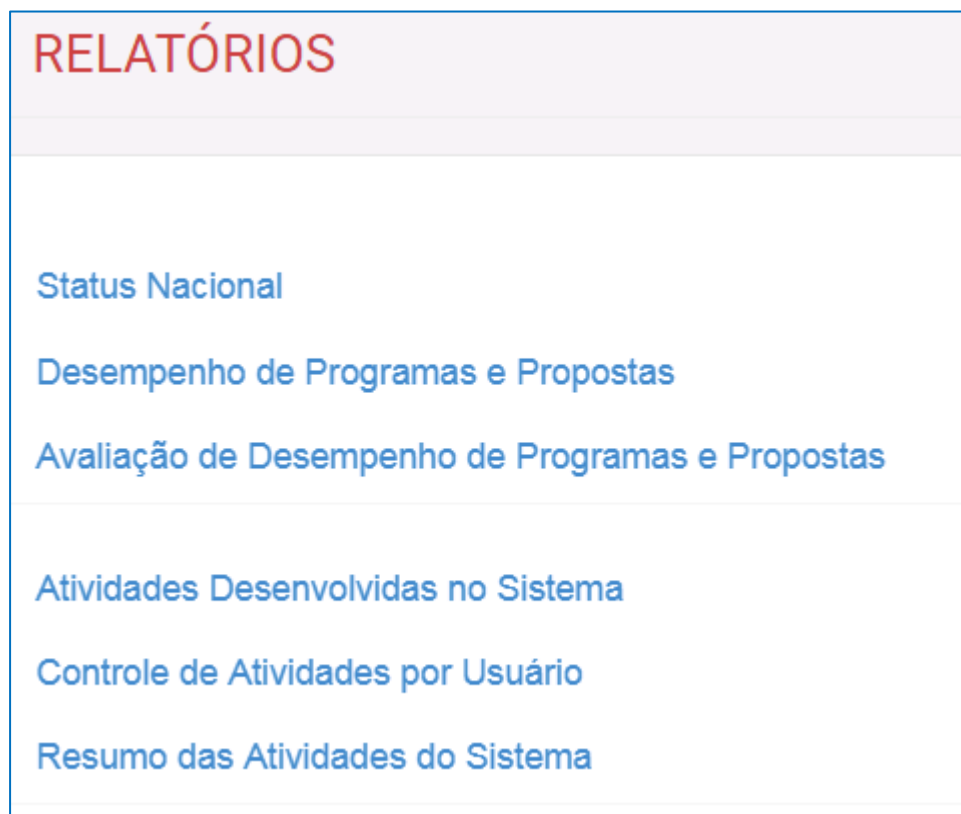 RELATÓRIOS
Status Nacional
Desempenho de Programas e Propostas
Avaliação de Desempenho de Programas e Propostas
Atividades Desenvolvidas no Sistema
Controle de Atividades por Usuário
Resumo das Atividades do Sistema